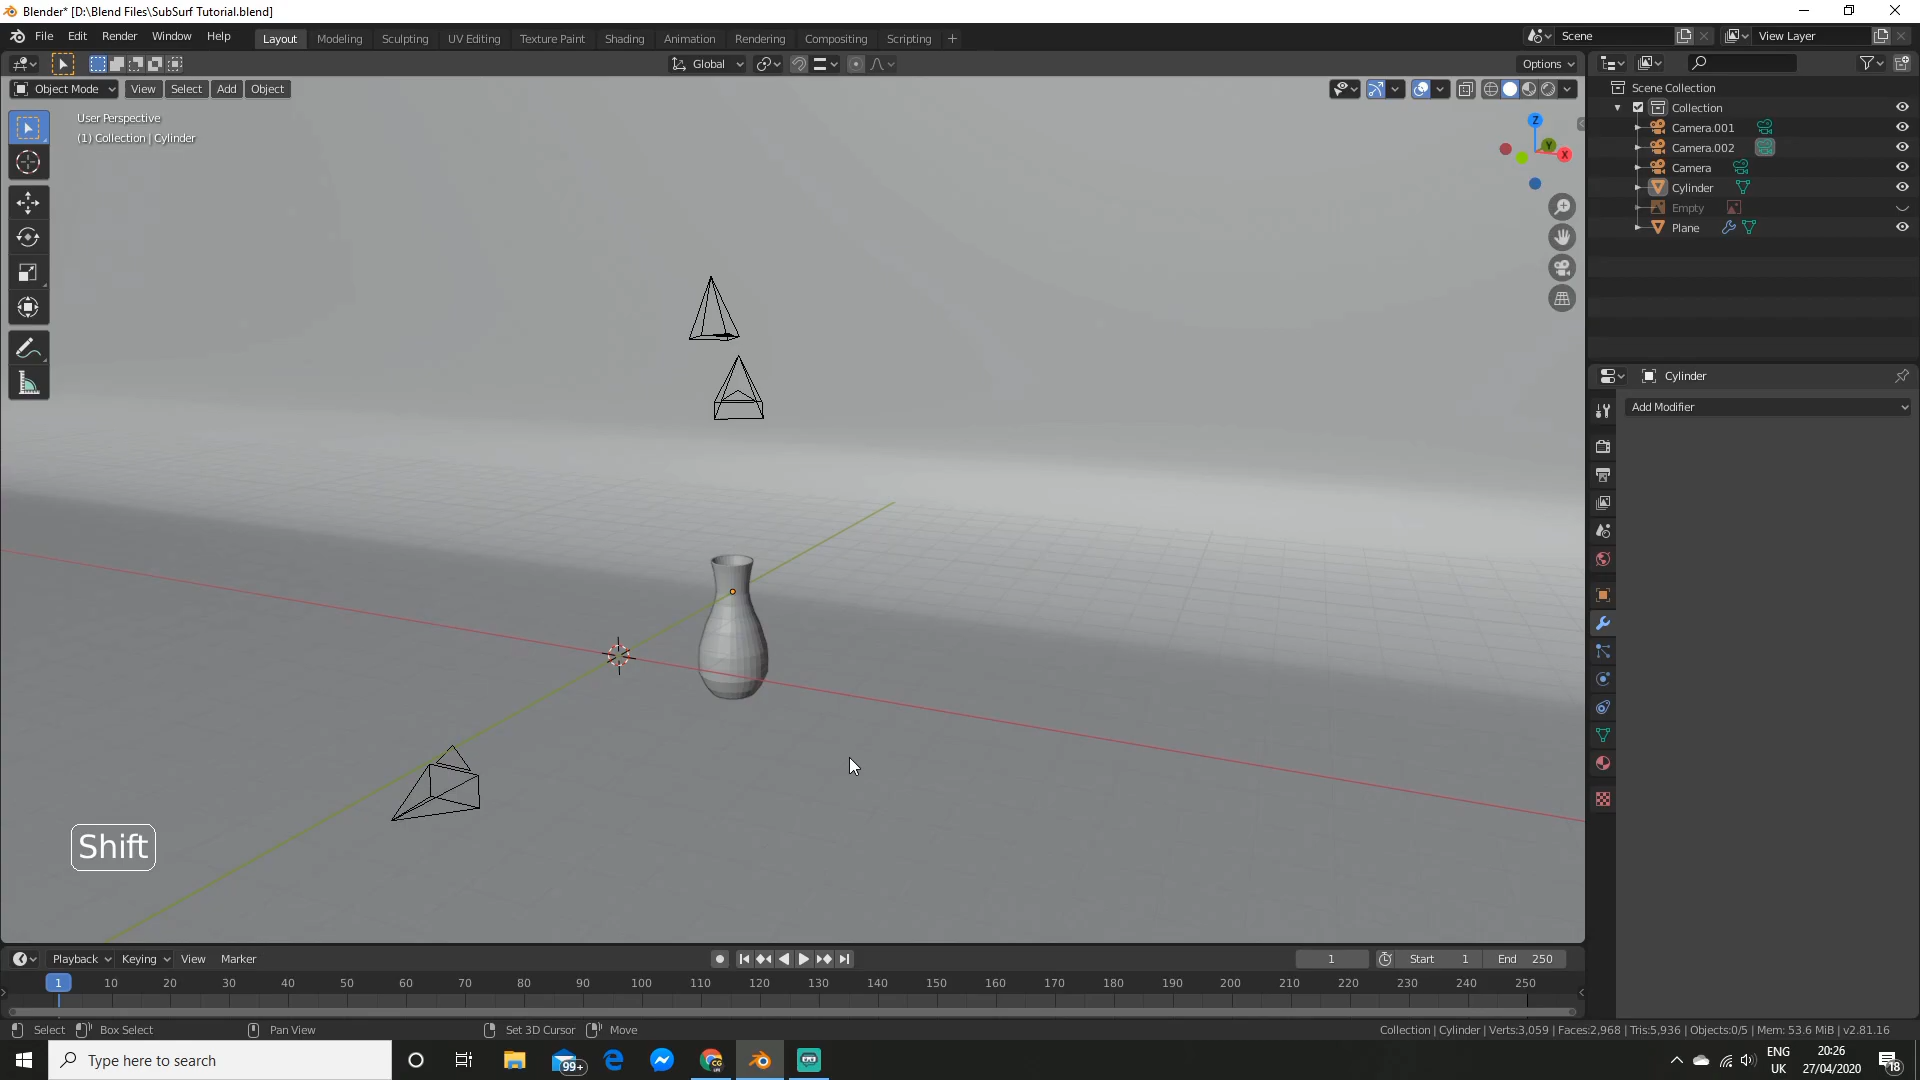 Blender* [D:\Blend Files\SubSurf Tutorial.blend]
File Edit Render Window Help
Layout Modeling Sculpting UV Editing Texture Paint Shading Animation Rendering Compositing Scripting +
Scene
View Layer
Global
Options
Object Mode View Select Add Object
User Perspective
(1) Collection | Cylinder
Z
Y
X
Scene Collection
Collection
Camera.001
Camera.002
Camera
Cylinder
Empty
Plane
Cylinder
Add Modifier
Shift
Playback Keying View Marker
1
Start 1
End 250
1 10 20 30 40 50 60 70 80 90 100 110 120 130 140 150 160 170 180 190 200 210 220 230 240 250
Select Box Select Pan View Set 3D Cursor Move
Collection | Cylinder | Verts:3,059 | Faces:2,968 | Tris:5,936 | Objects:0/5 | Mem: 53.6 MiB | v2.81.16
Type here to search
99+
ENG
UK
20:26
27/04/2020
18